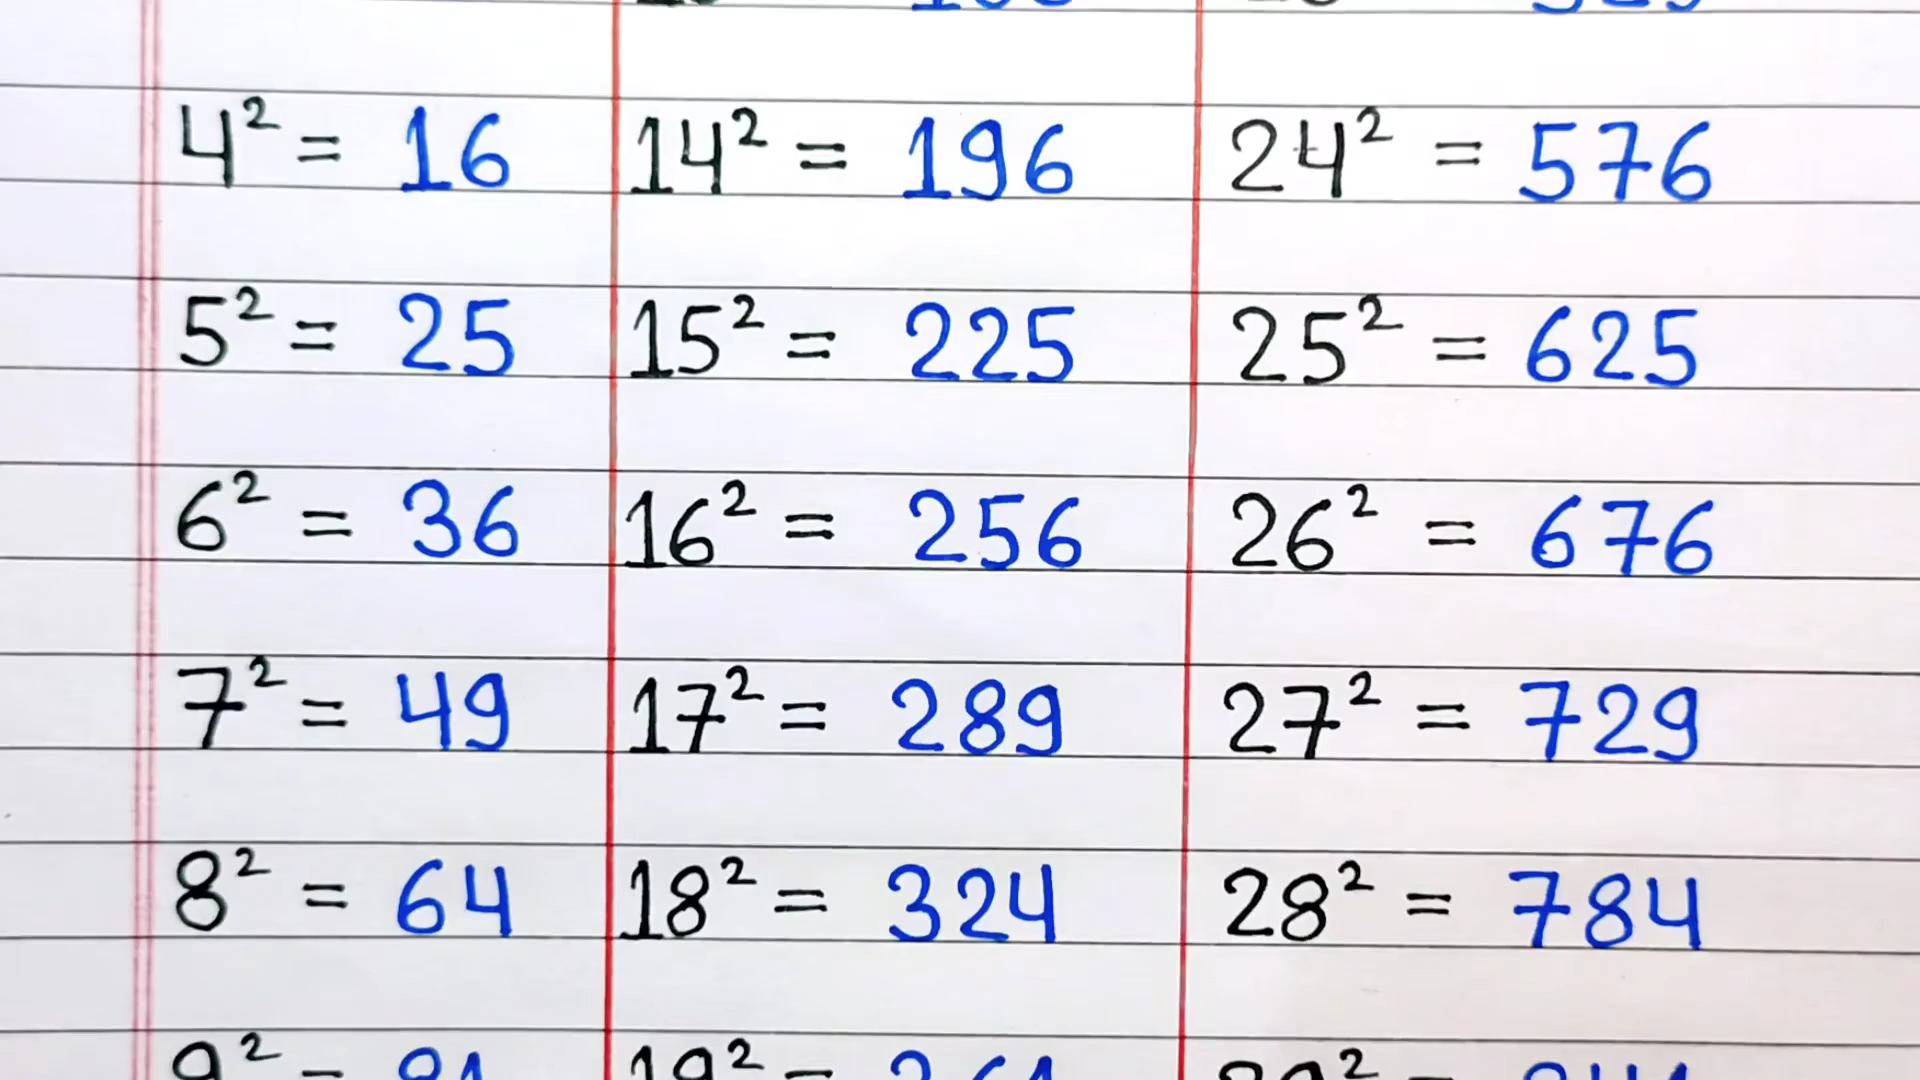 4² = 16 14² = 196 24² = 576
5² = 25 15² = 225 25² = 625
6² = 36 16² = 256 26² = 676
7² = 49 17² = 289 27² = 729
8² = 64 18² = 324 28² = 784